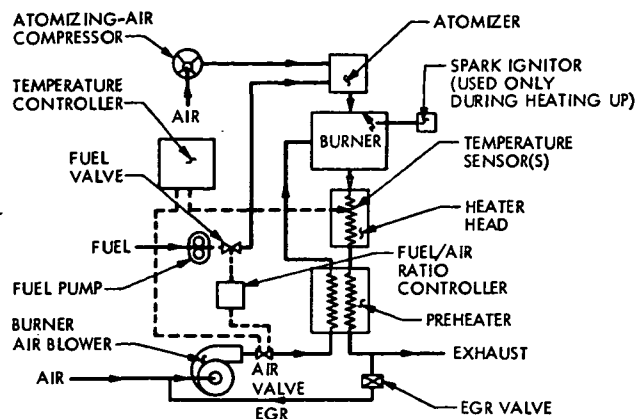 ATOMIZING-AIR
COMPRESSOR
ATOMIZER
SPARK IGNITOR
(USED ONLY
DURING HEATING UP)
TEMPERATURE
CONTROLLER
AIR
BURNER
FUEL
VALVE
TEMPERATURE
SENSOR(S)
HEATER
HEAD
FUEL
FUEL/AIR
RATIO
CONTROLLER
FUEL PUMP
BURNER
AIR BLOWER
PREHEATER
AIR
VALVE
EXHAUST
AIR
EGR
EGR VALVE